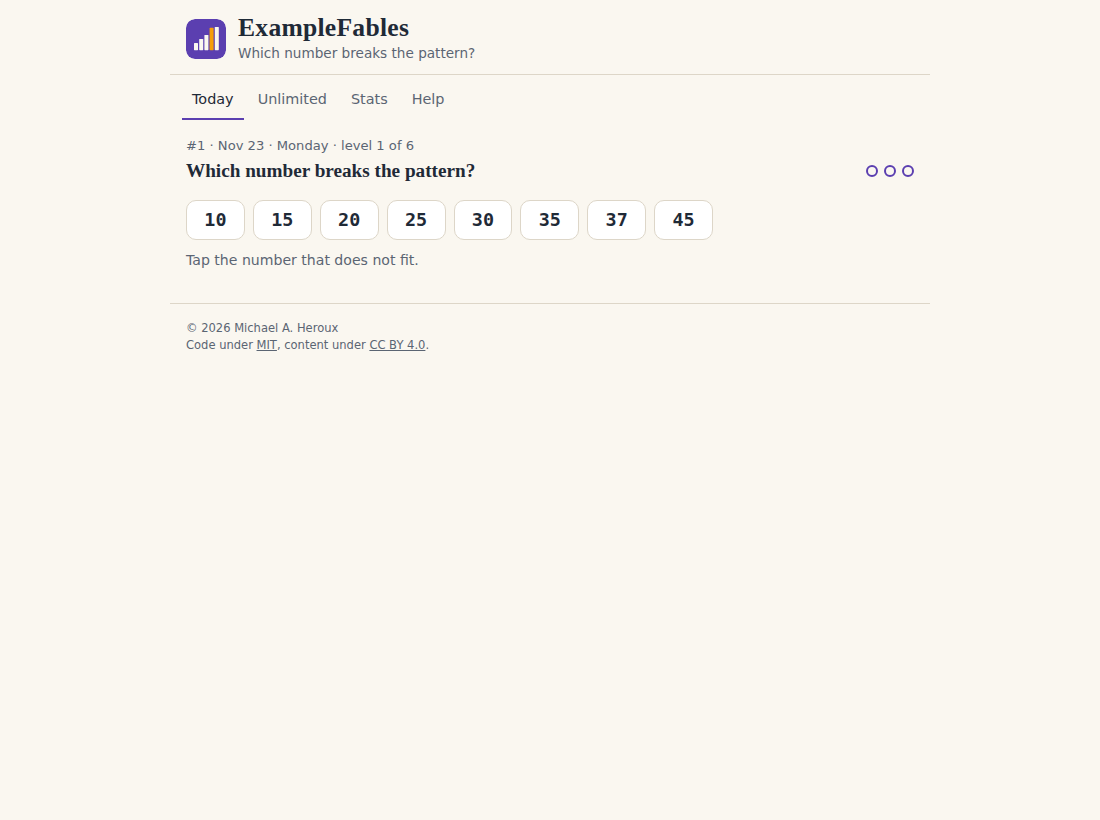 ExampleFables
Which number breaks the pattern?
Today Unlimited Stats Help
#1 · Nov 23 · Monday · level 1 of 6
Which number breaks the pattern?
10 15 20 25 30 35 37 45
Tap the number that does not fit.
© 2026 Michael A. Heroux
Code under MIT, content under CC BY 4.0.